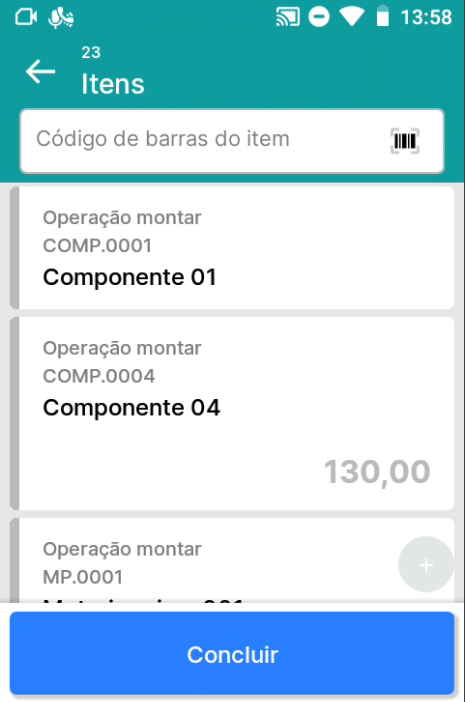 13:58
23
Itens
Código de barras do item
Operação montar
COMP.0001
Componente 01
Operação montar
COMP.0004
Componente 04
130,00
Operação montar
MP.0001
+
Concluir